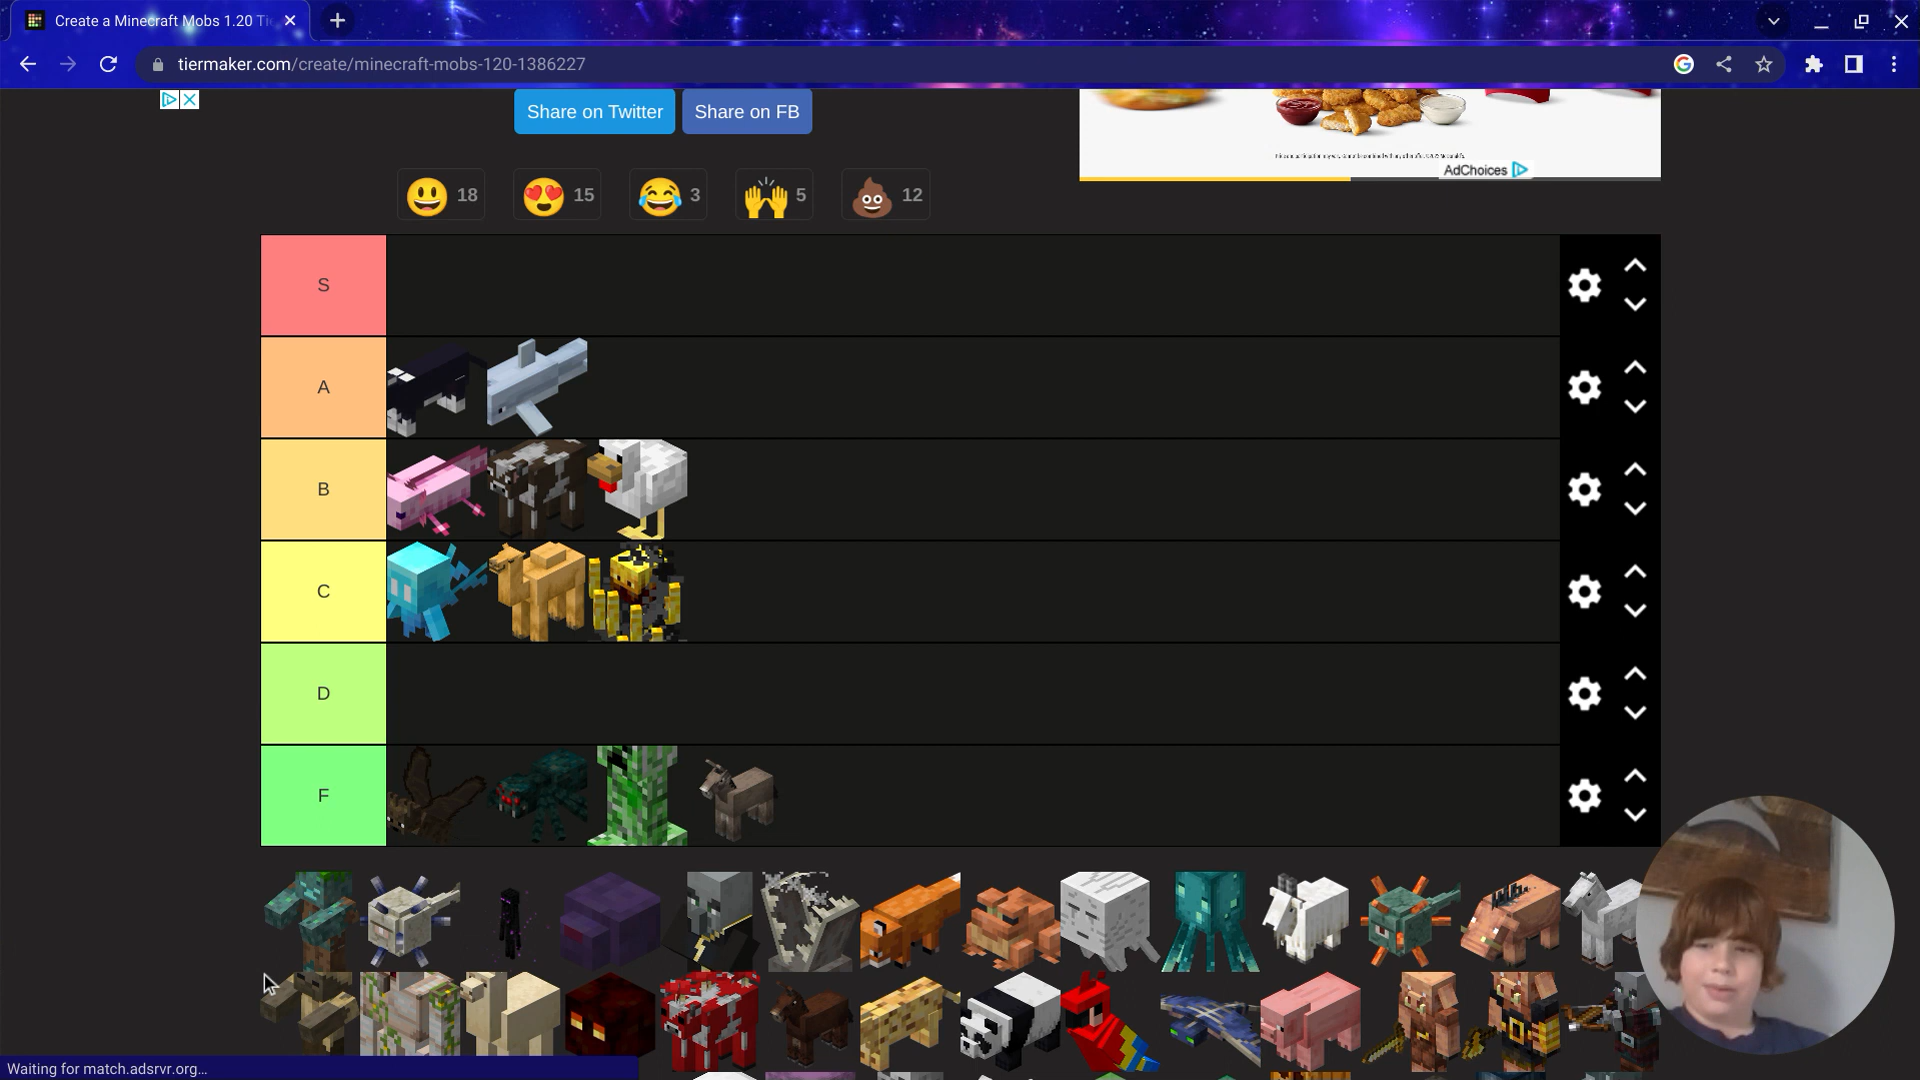 Create a Minecraft Mobs 1.20 Tie
tiermaker.com/create/minecraft-mobs-120-1386227
Share on Twitter
Share on FB
AdChoices
18
15
3
5
12
S
A
B
C
D
F
Waiting for match.adsrvr.org...